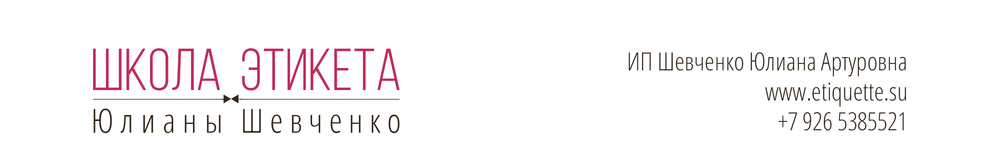 ШКОЛА ЭТИКЕТА
Юлианы Шевченко
ИП Шевченко Юлиана Артуровна
www.etiquette.su
+7 926 5385521